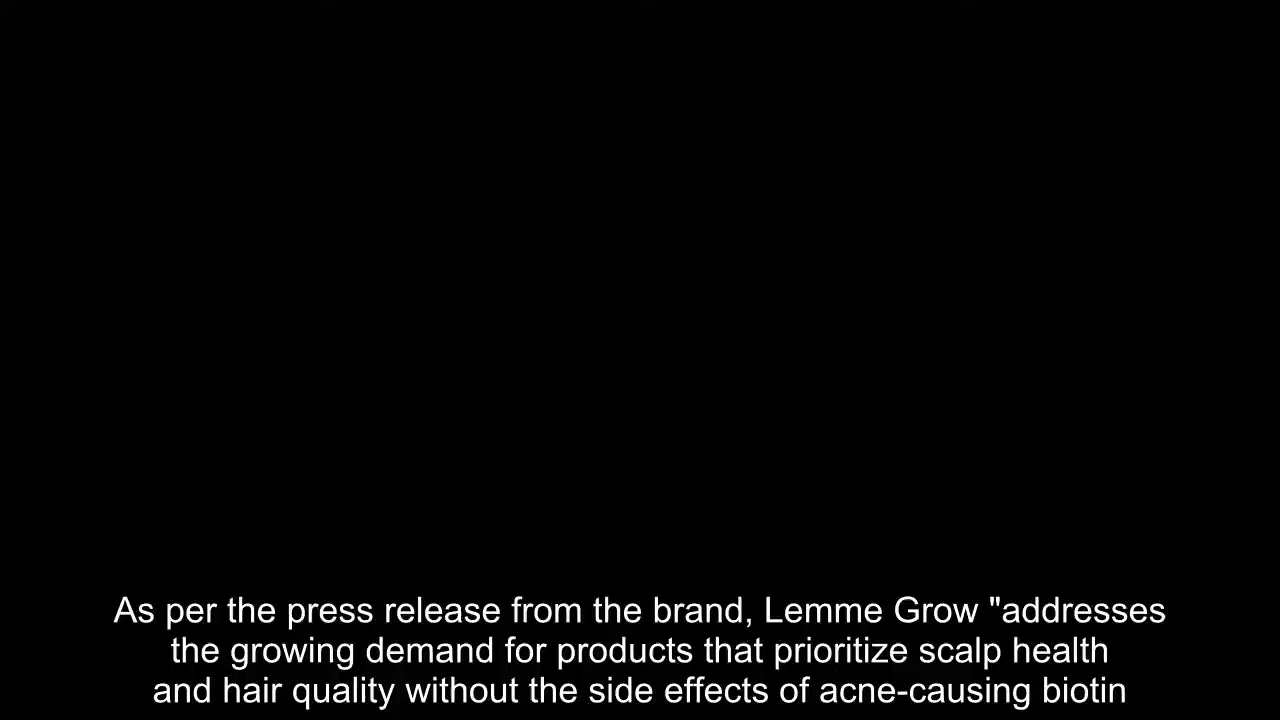 As per the press release from the brand, Lemme Grow "addresses
the growing demand for products that prioritize scalp health
and hair quality without the side effects of acne-causing biotin